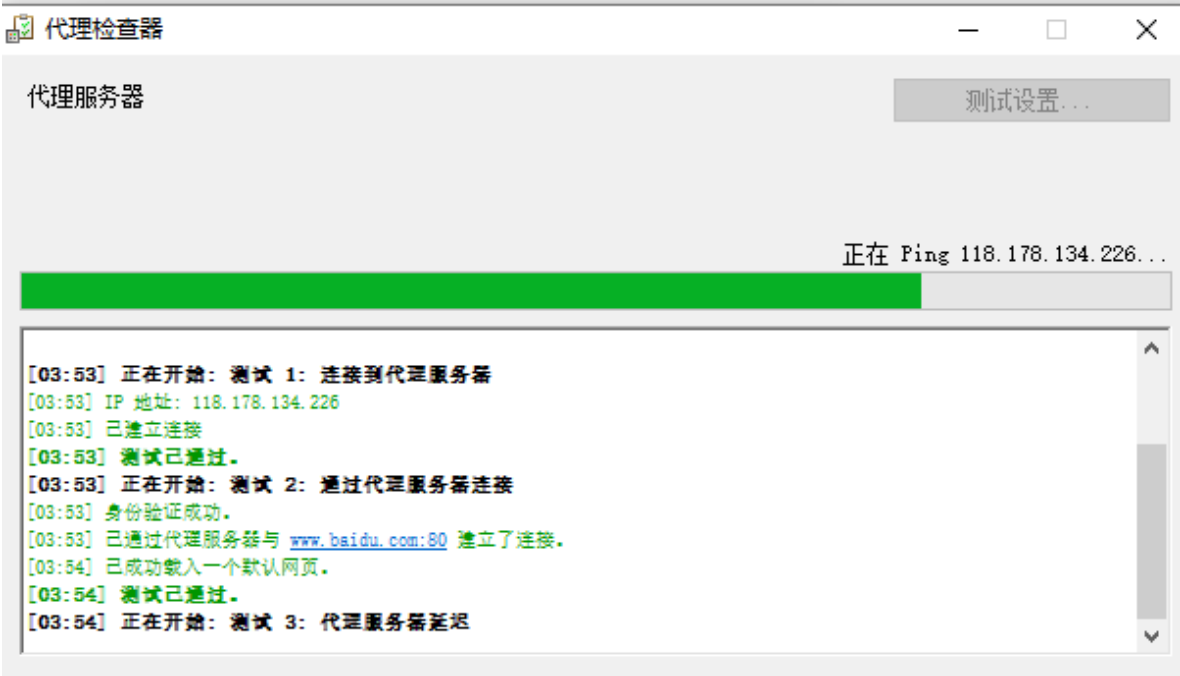 代理检查器
代理服务器
测试设置...
正在 Ping 118.178.134.226...
[03:53] 正在开始: 测试 1: 连接到代理服务器
[03:53] IP 地址: 118.178.134.226
[03:53] 已建立连接
[03:53] 测试已通过.
[03:53] 正在开始: 测试 2: 通过代理服务器连接
[03:53] 身份验证成功.
[03:53] 已通过代理服务器与 www.baidu.com:80 建立了连接.
[03:54] 已成功载入一个默认网页.
[03:54] 测试已通过.
[03:54] 正在开始: 测试 3: 代理服务器延迟